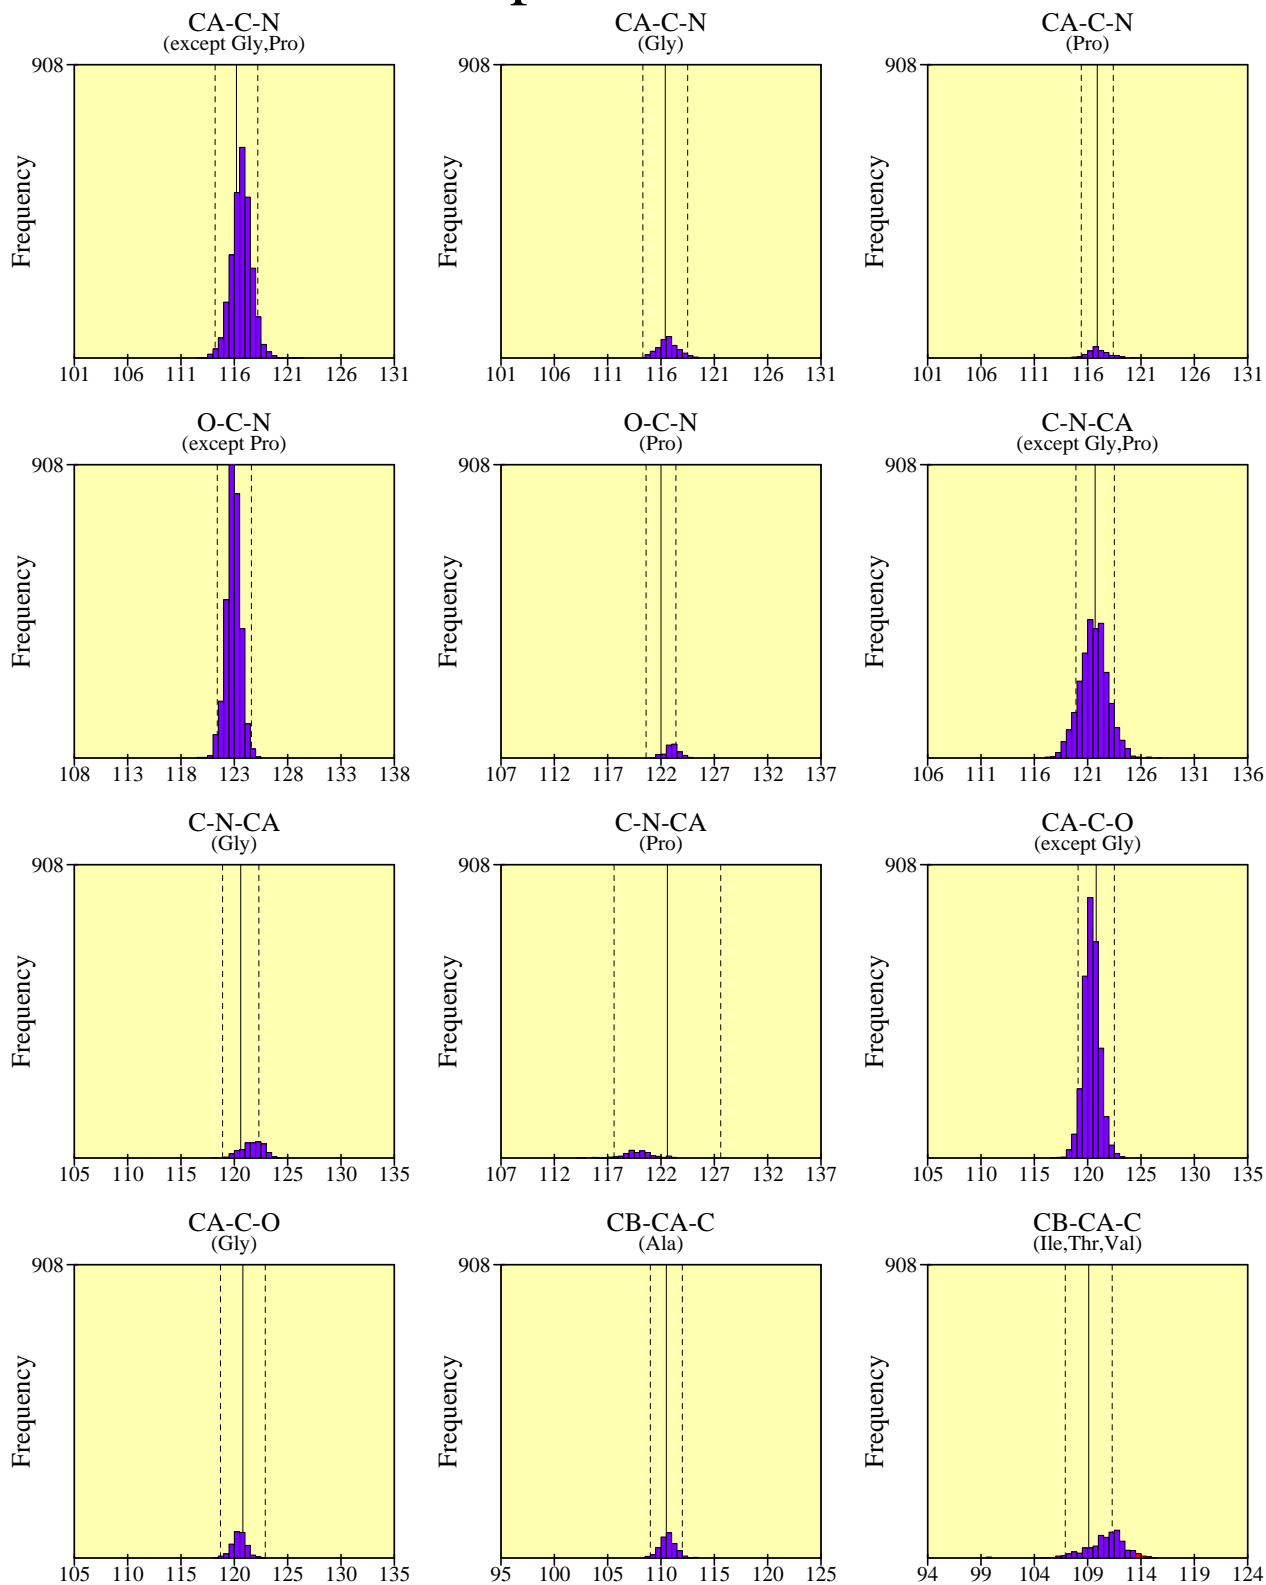 CA-C-N
(except Gly,Pro)
908
Frequency
101 106 111 116 121 126 131
CA-C-N
(Gly)
908
Frequency
101 106 111 116 121 126 131
CA-C-N
(Pro)
908
Frequency
101 106 111 116 121 126 131
O-C-N
(except Pro)
908
Frequency
108 113 118 123 128 133 138
O-C-N
(Pro)
908
Frequency
107 112 117 122 127 132 137
C-N-CA
(except Gly,Pro)
908
Frequency
106 111 116 121 126 131 136
C-N-CA
(Gly)
908
Frequency
105 110 115 120 125 130 135
C-N-CA
(Pro)
908
Frequency
107 112 117 122 127 132 137
CA-C-O
(except Gly)
908
Frequency
105 110 115 120 125 130 135
CA-C-O
(Gly)
908
Frequency
105 110 115 120 125 130 135
CB-CA-C
(Ala)
908
Frequency
95 100 105 110 115 120 125
CB-CA-C
(Ile,Thr,Val)
908
Frequency
94 99 104 109 114 119 124